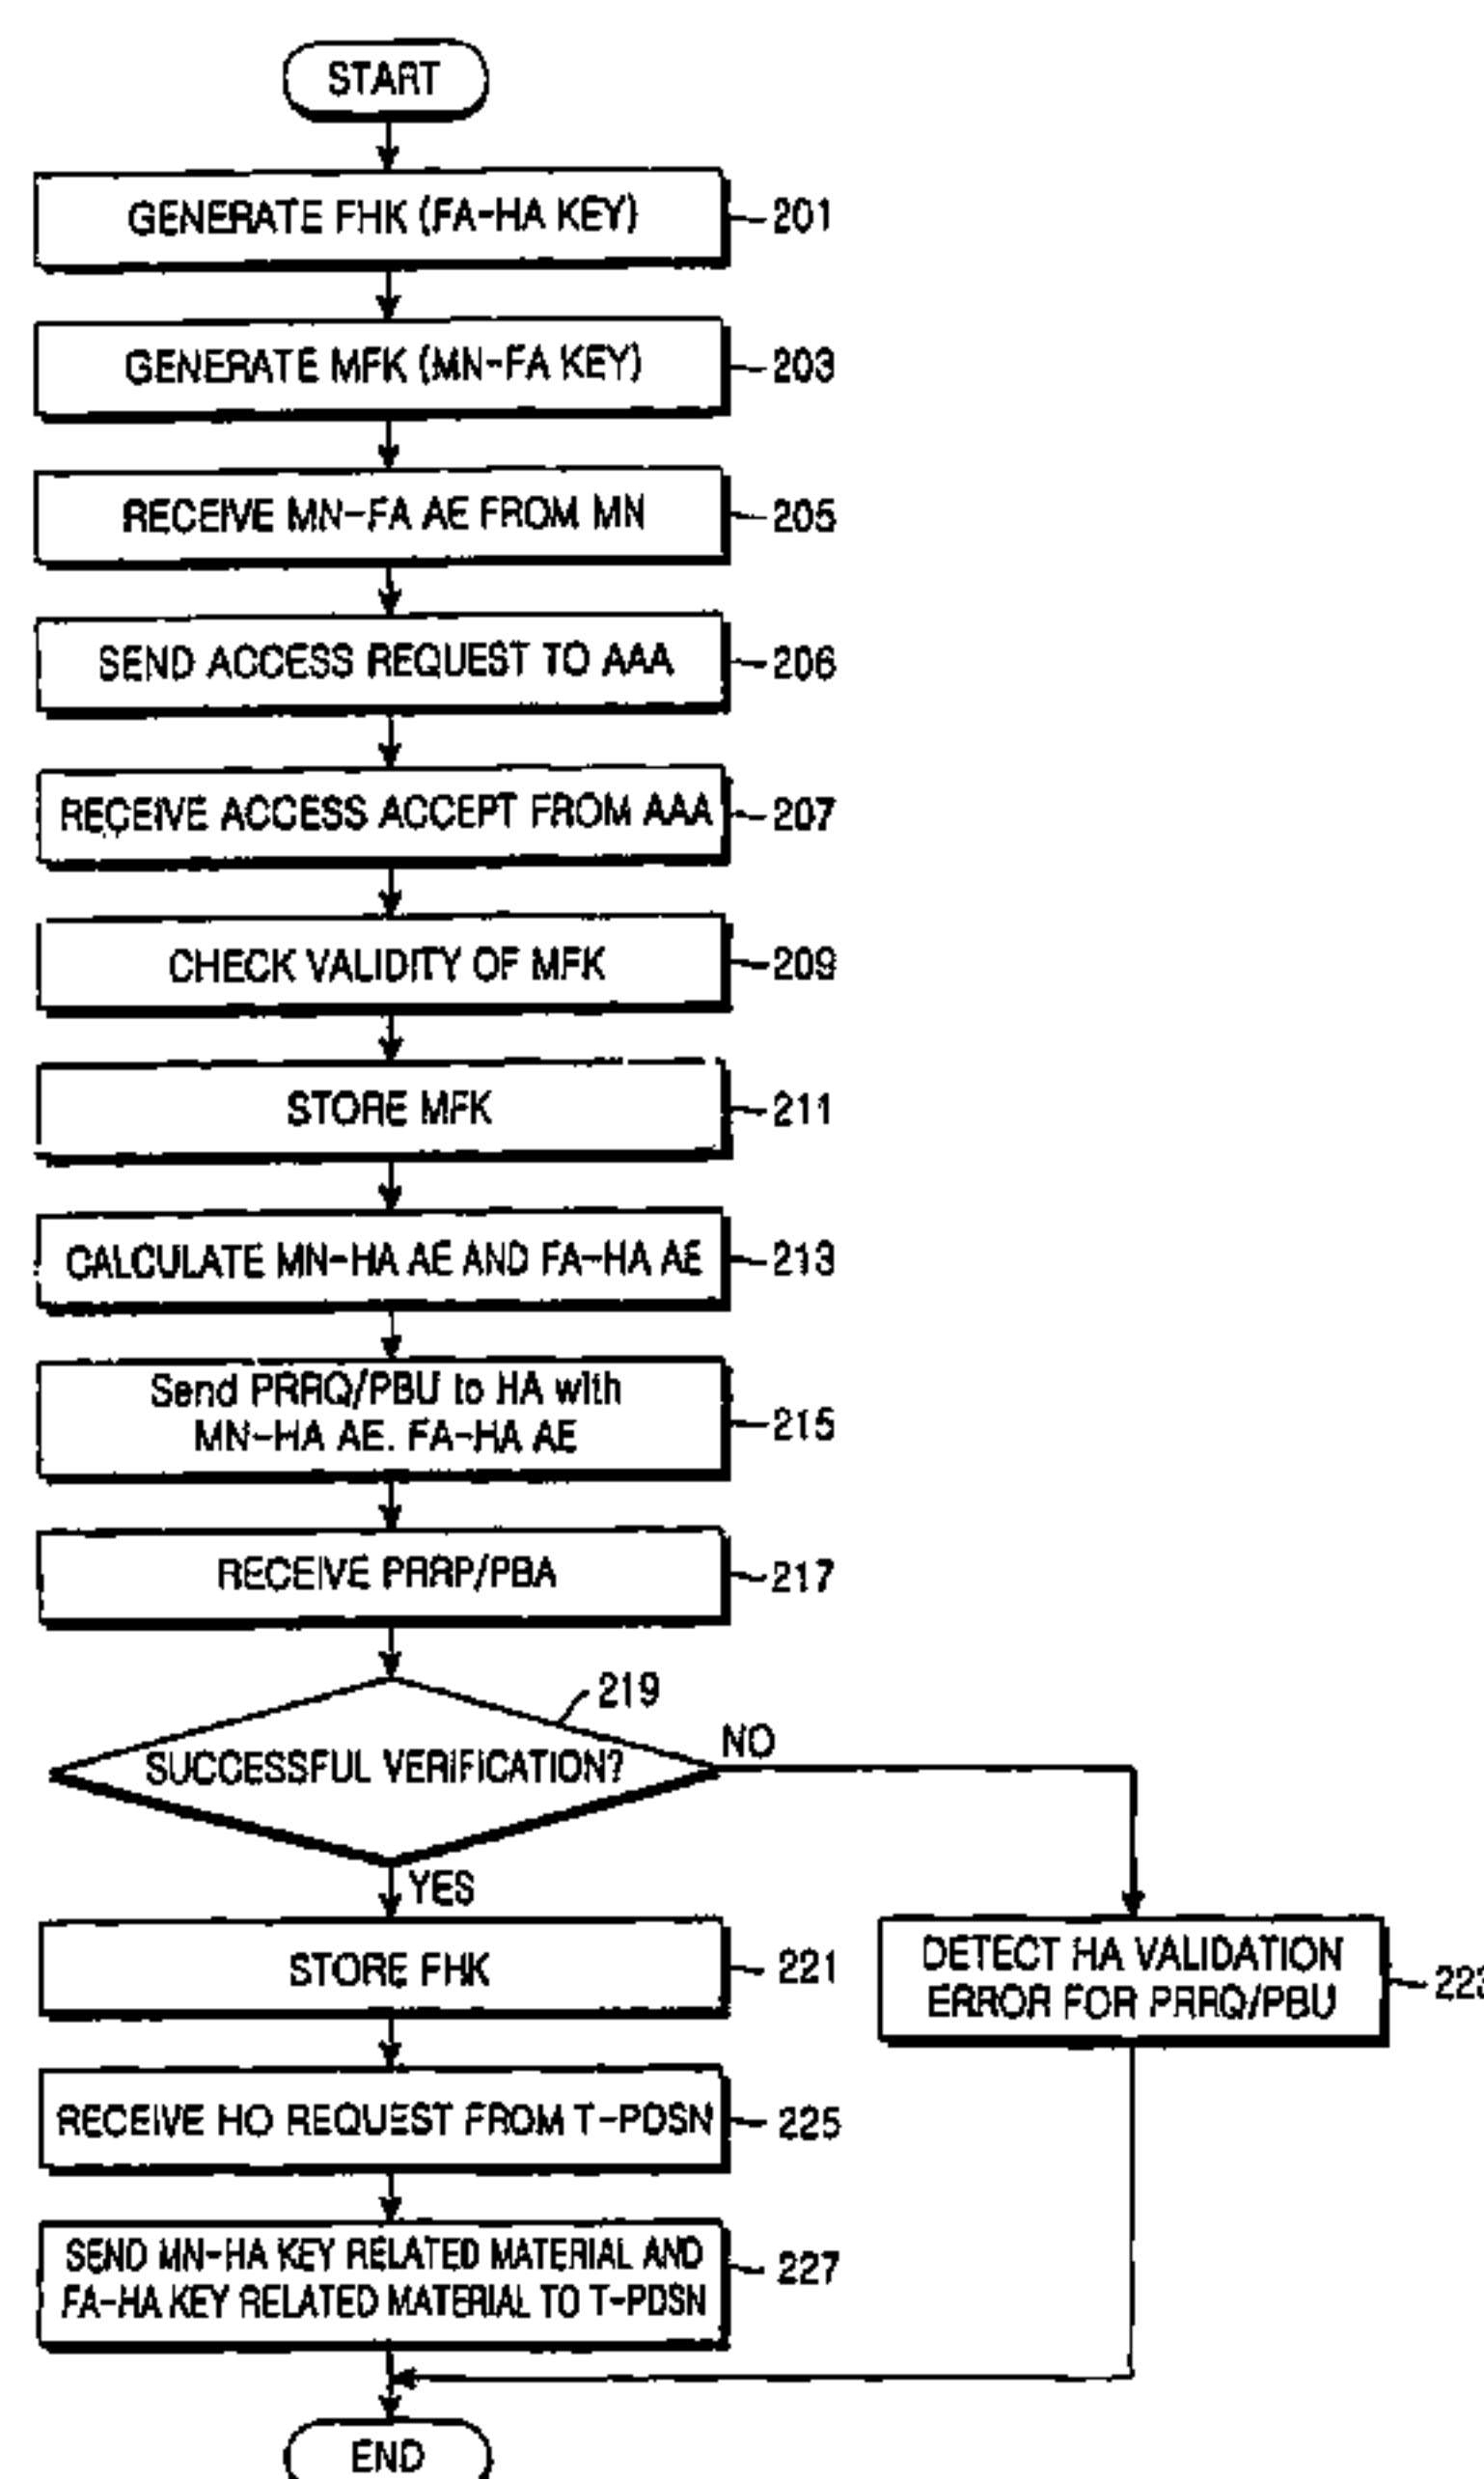 START
GENERATE FHK (FA-HA KEY)
201
GENERATE MFK (MN-FA KEY)
203
RECEIVE MN-FA AE FROM MN
205
SEND ACCESS REQUEST TO AAA
206
RECEIVE ACCESS ACCEPT FROM AAA
207
CHECK VALIDITY OF MFK
209
STORE MFK
211
CALCULATE MN-HA AE AND FA-HA AE
213
Send PRRQ/PBU to HA with
MN-HA AE. FA-HA AE
215
RECEIVE PRRP/PBA
217
219
SUCCESSFUL VERIFICATION?
NO
YES
STORE FHK
221
DETECT HA VALIDATION
ERROR FOR PRRQ/PBU
223
RECEIVE HO REQUEST FROM T-PDSN
225
SEND MN-HA KEY RELATED MATERIAL AND
FA-HA KEY RELATED MATERIAL TO T-PDSN
227
END